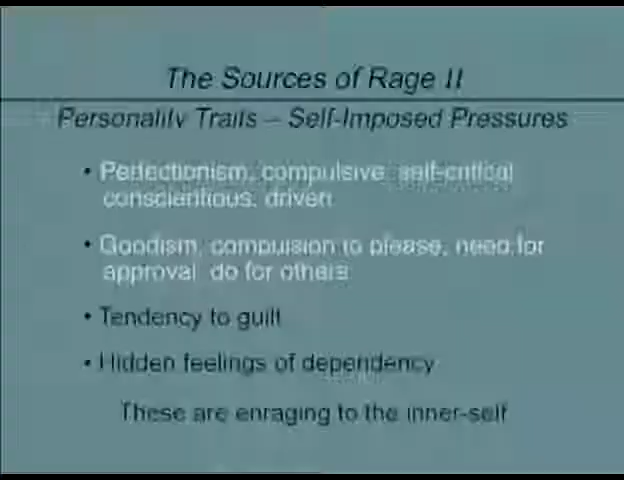 The Sources of Rage II
Personality Traits – Self-Imposed Pressures
• Perfectionism, compulsive, self-critical
conscientious, driven
• Goodism, compulsion to please, need for
approval, do for others
• Tendency to guilt
• Hidden feelings of dependency
These are enraging to the inner-self